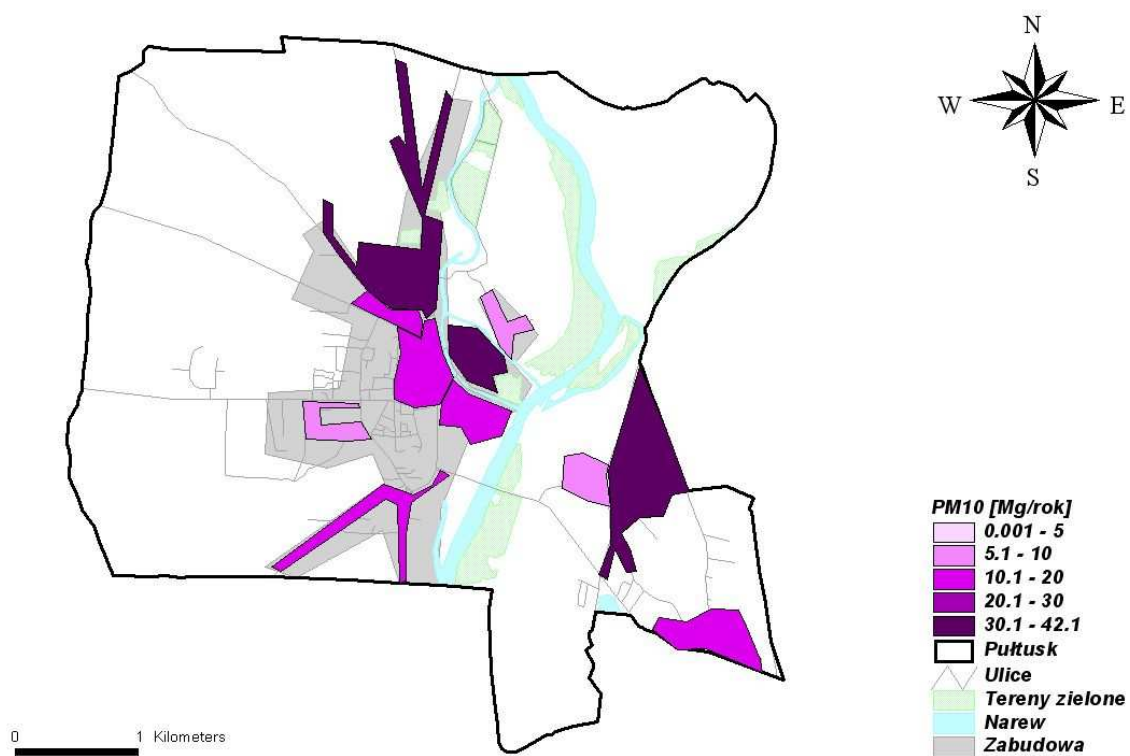 N
W E
S
PM10 [Mg/rok]
0.001 - 5
5.1 - 10
10.1 - 20
20.1 - 30
30.1 - 42.1
Pułtusk
Ulice
Tereny zielone
Narew
Zabudowa
0 1 Kilometers